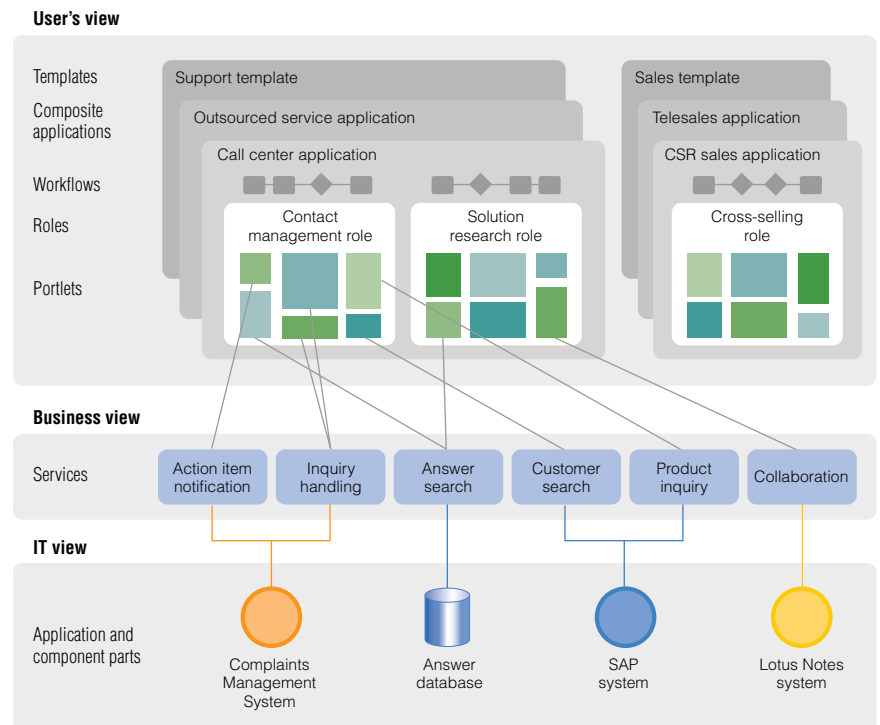 User's view
Templates
Support template
Sales template
Composite
applications
Outsourced service application
Telesales application
Call center application
CSR sales application
Workflows
Roles
Contact
management role
Solution
research role
Cross-selling
role
Portlets
Business view
Services
Action item
notification
Inquiry
handling
Answer
search
Customer
search
Product
inquiry
Collaboration
IT view
Application and
component parts
Complaints
Management
System
Answer
database
SAP
system
Lotus Notes
system